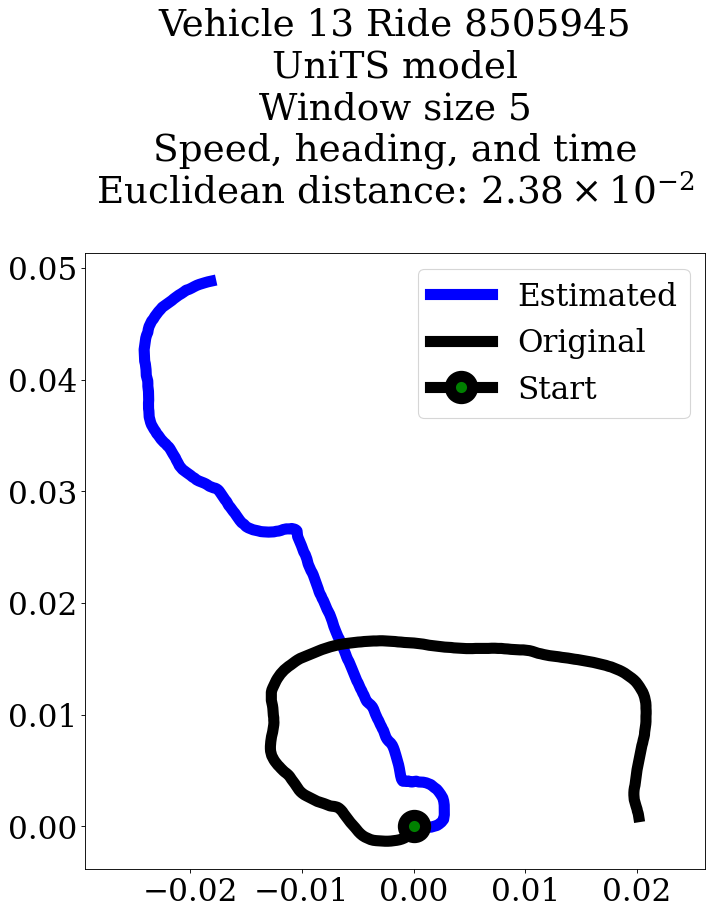 Vehicle 13 Ride 8505945
UniTS model
Window size 5
Speed, heading, and time
Euclidean distance: 2.38 × 10⁻²
Estimated
Original
Start
0.05
0.04
0.03
0.02
0.01
0.00
−0.02 −0.01 0.00 0.01 0.02